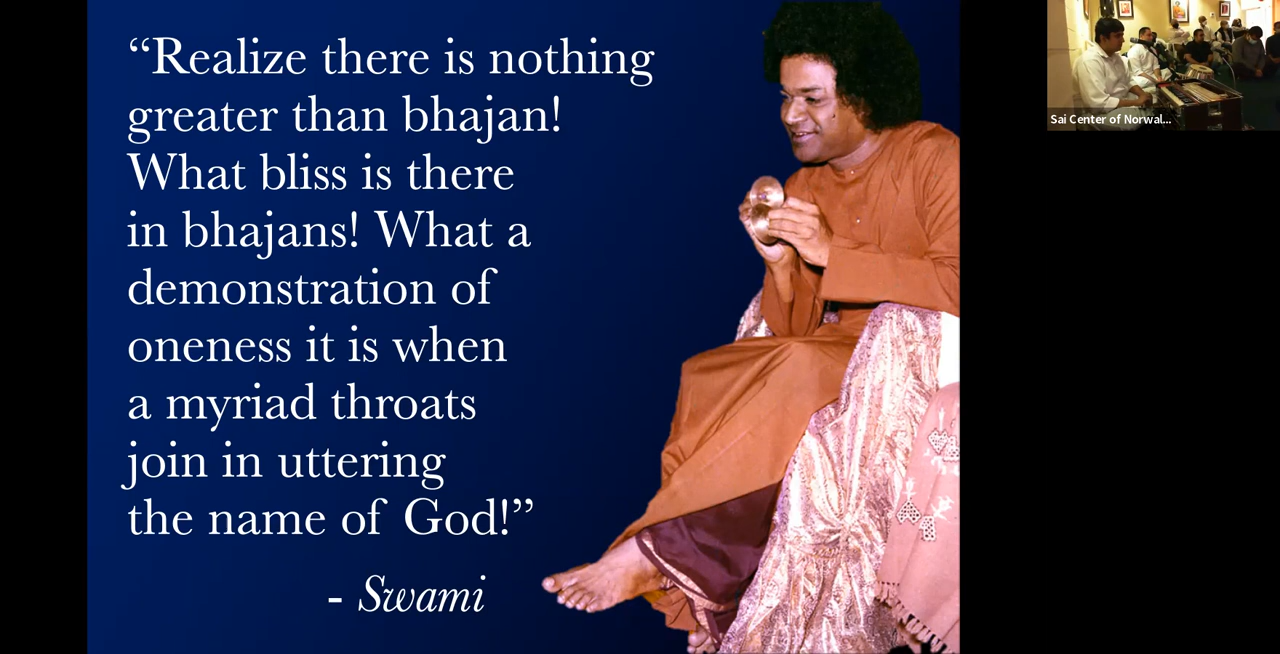 “Realize there is nothing
greater than bhajan!
What bliss is there
in bhajans! What a
demonstration of
oneness it is when
a myriad throats
join in uttering
the name of God!”
- Swami
Sai Center of Norwal...